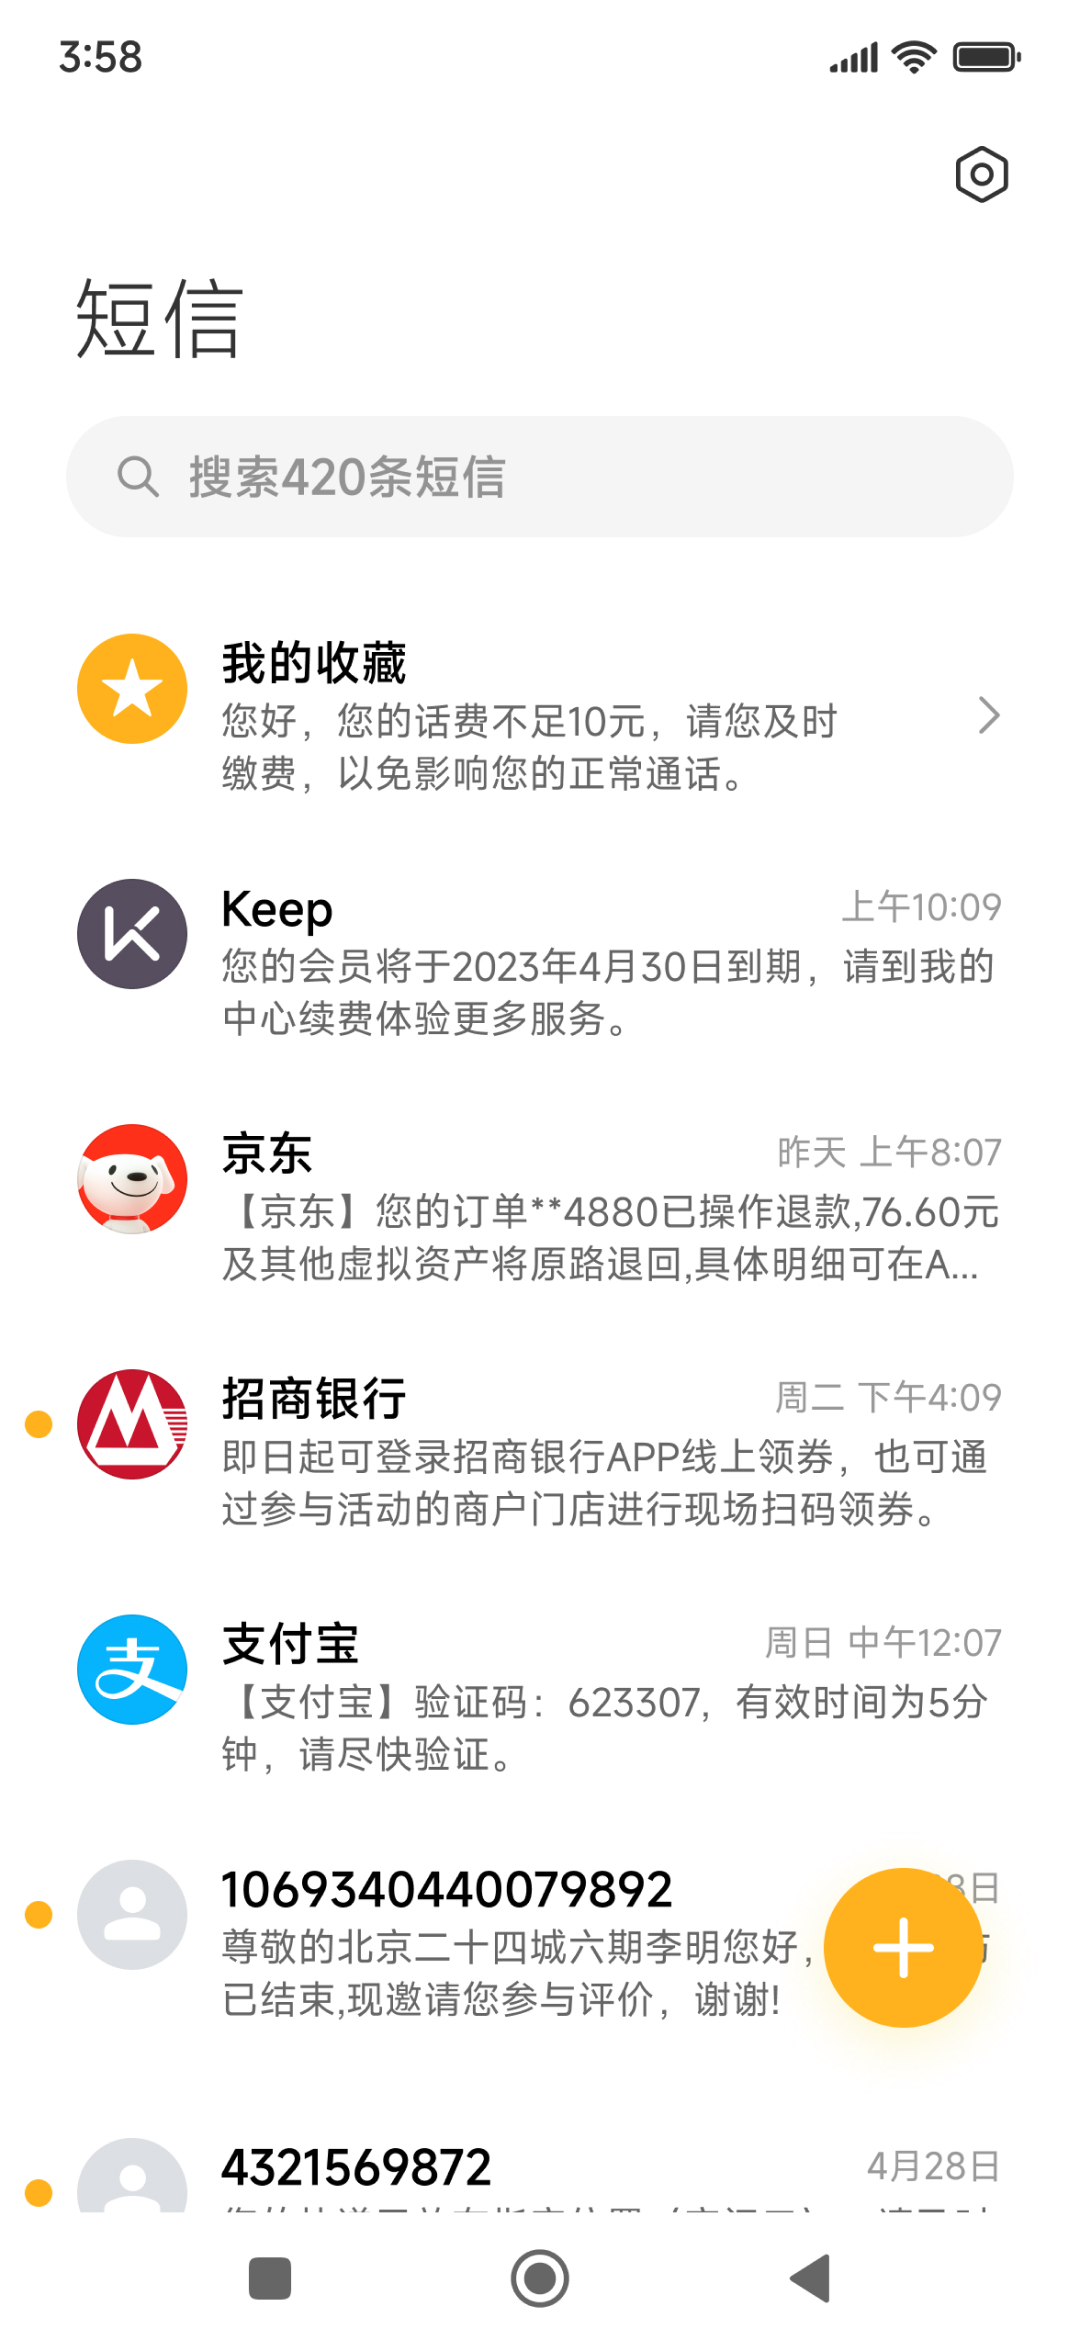 3:58
短信
搜索420条短信
我的收藏
您好，您的话费不足10元，请您及时
缴费，以免影响您的正常通话。
Keep
上午10:09
您的会员将于2023年4月30日到期，请到我的
中心续费体验更多服务。
京东
昨天 上午8:07
【京东】您的订单**4880已操作退款,76.60元
及其他虚拟资产将原路退回,具体明细可在A...
招商银行
周二 下午4:09
即日起可登录招商银行APP线上领券，也可通
过参与活动的商户门店进行现场扫码领券。
支
支付宝
周日 中午12:07
【支付宝】验证码：623307，有效时间为5分
钟，请尽快验证。
1069340440079892
8日
尊敬的北京二十四城六期李明您好，
已结束,现邀请您参与评价，谢谢!
4321569872
4月28日